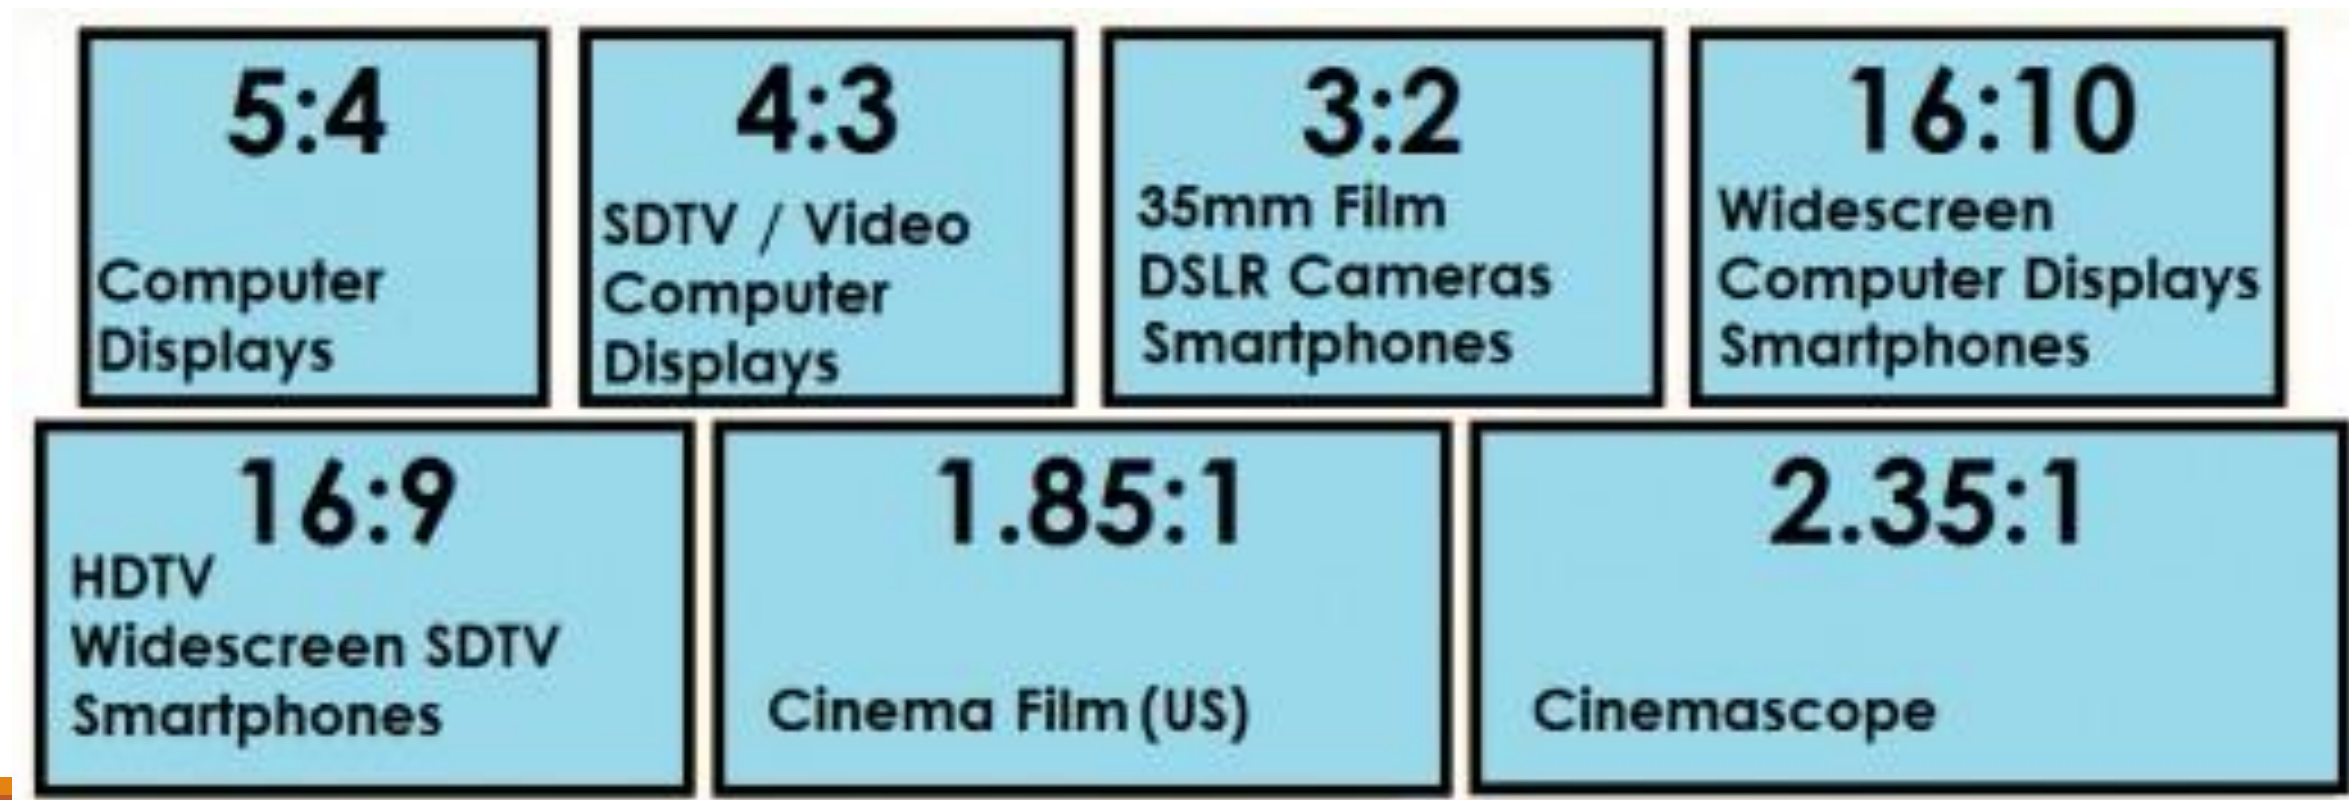 5:4
Computer
Displays
4:3
SDTV / Video
Computer
Displays
3:2
35mm Film
DSLR Cameras
Smartphones
16:10
Widescreen
Computer Displays
Smartphones
16:9
HDTV
Widescreen SDTV
Smartphones
1.85:1
Cinema Film (US)
2.35:1
Cinemascope